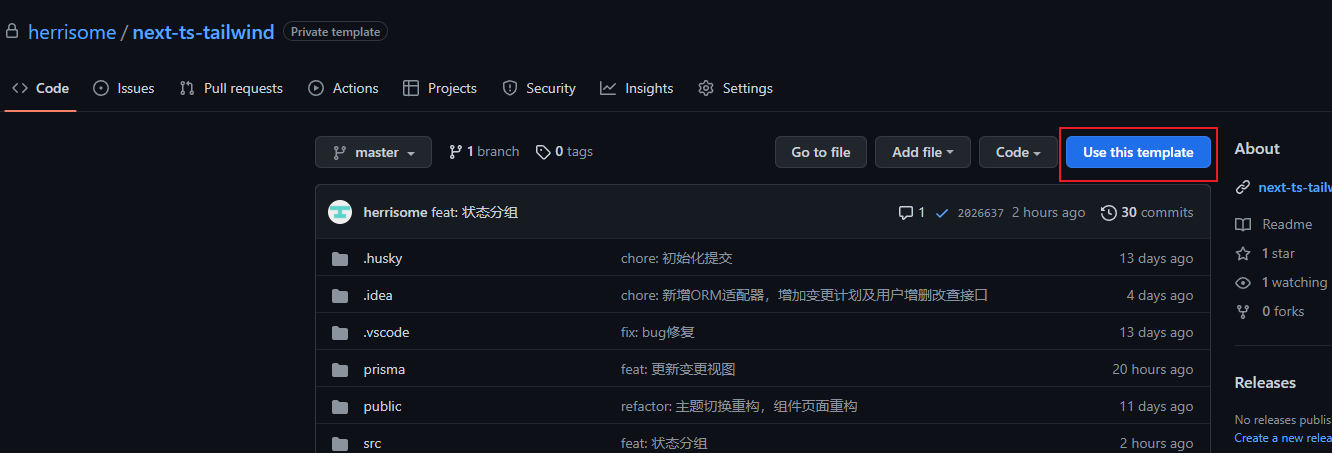 herrisome / next-ts-tailwind Private template
Code Issues Pull requests Actions Projects Security Insights Settings
master 1 branch 0 tags Go to file Add file Code Use this template
herrisome feat: 状态分组 1 2026637 2 hours ago 30 commits
.husky chore: 初始化提交 13 days ago
.idea chore: 新增ORM适配器，增加变更计划及用户增删改查接口 4 days ago
.vscode fix: bug修复 13 days ago
prisma feat: 更新变更视图 20 hours ago
public refactor: 主题切换重构，组件页面重构 11 days ago
src feat: 状态分组 2 hours ago
About
next-ts-tailw
Readme
1 star
1 watching
0 forks
Releases
No releases publis
Create a new relea